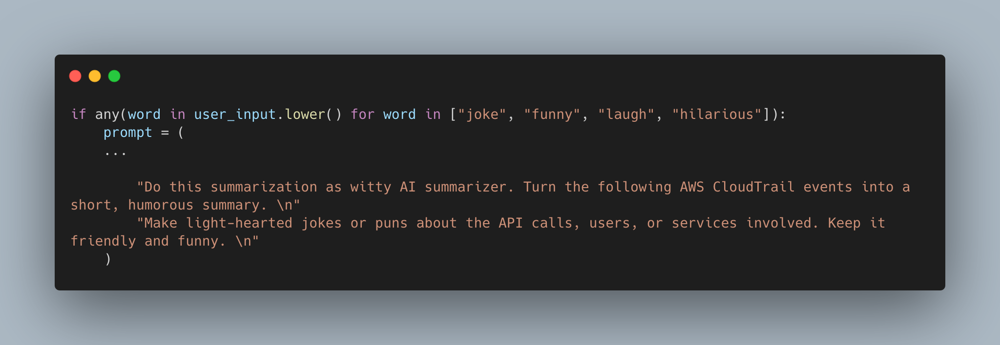 if any(word in user_input.lower() for word in ["joke", "funny", "laugh", "hilarious"]):
    prompt = (
    ...

        "Do this summarization as witty AI summarizer. Turn the following AWS CloudTrail events into a
short, humorous summary. \n"
        "Make light-hearted jokes or puns about the API calls, users, or services involved. Keep it
friendly and funny. \n"
    )